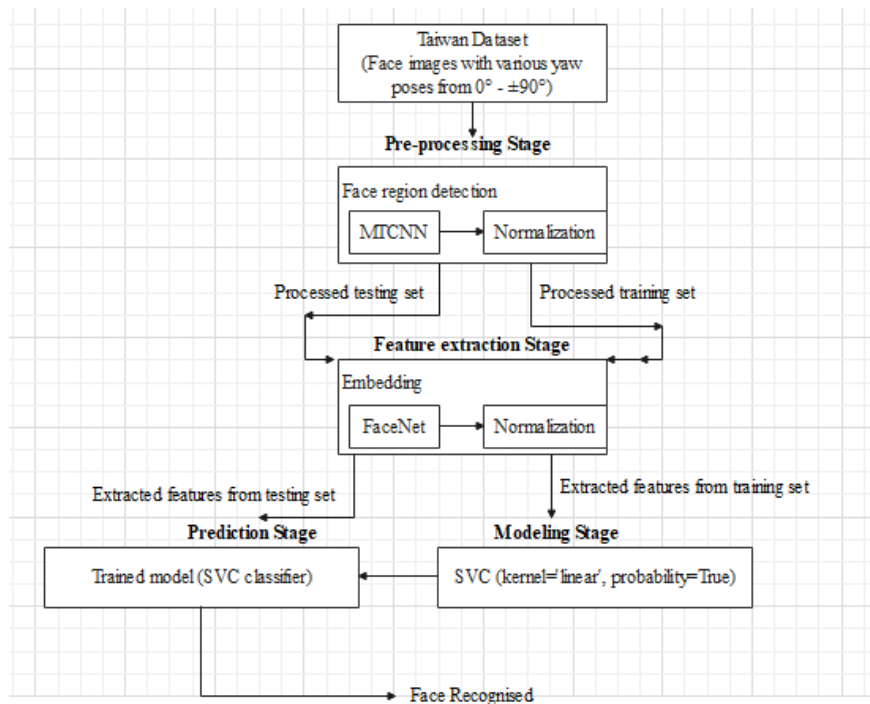 Taiwan Dataset
(Face images with various yaw
poses from 0° - ±90°)
Pre-processing Stage
Face region detection
MTCNN
Normalization
Processed testing set
Processed training set
Feature extraction Stage
Embedding
FaceNet
Normalization
Extracted features from testing set
Extracted features from training set
Prediction Stage
Modeling Stage
Trained model (SVC classifier)
SVC (kernel='linear', probability=True)
Face Recognised